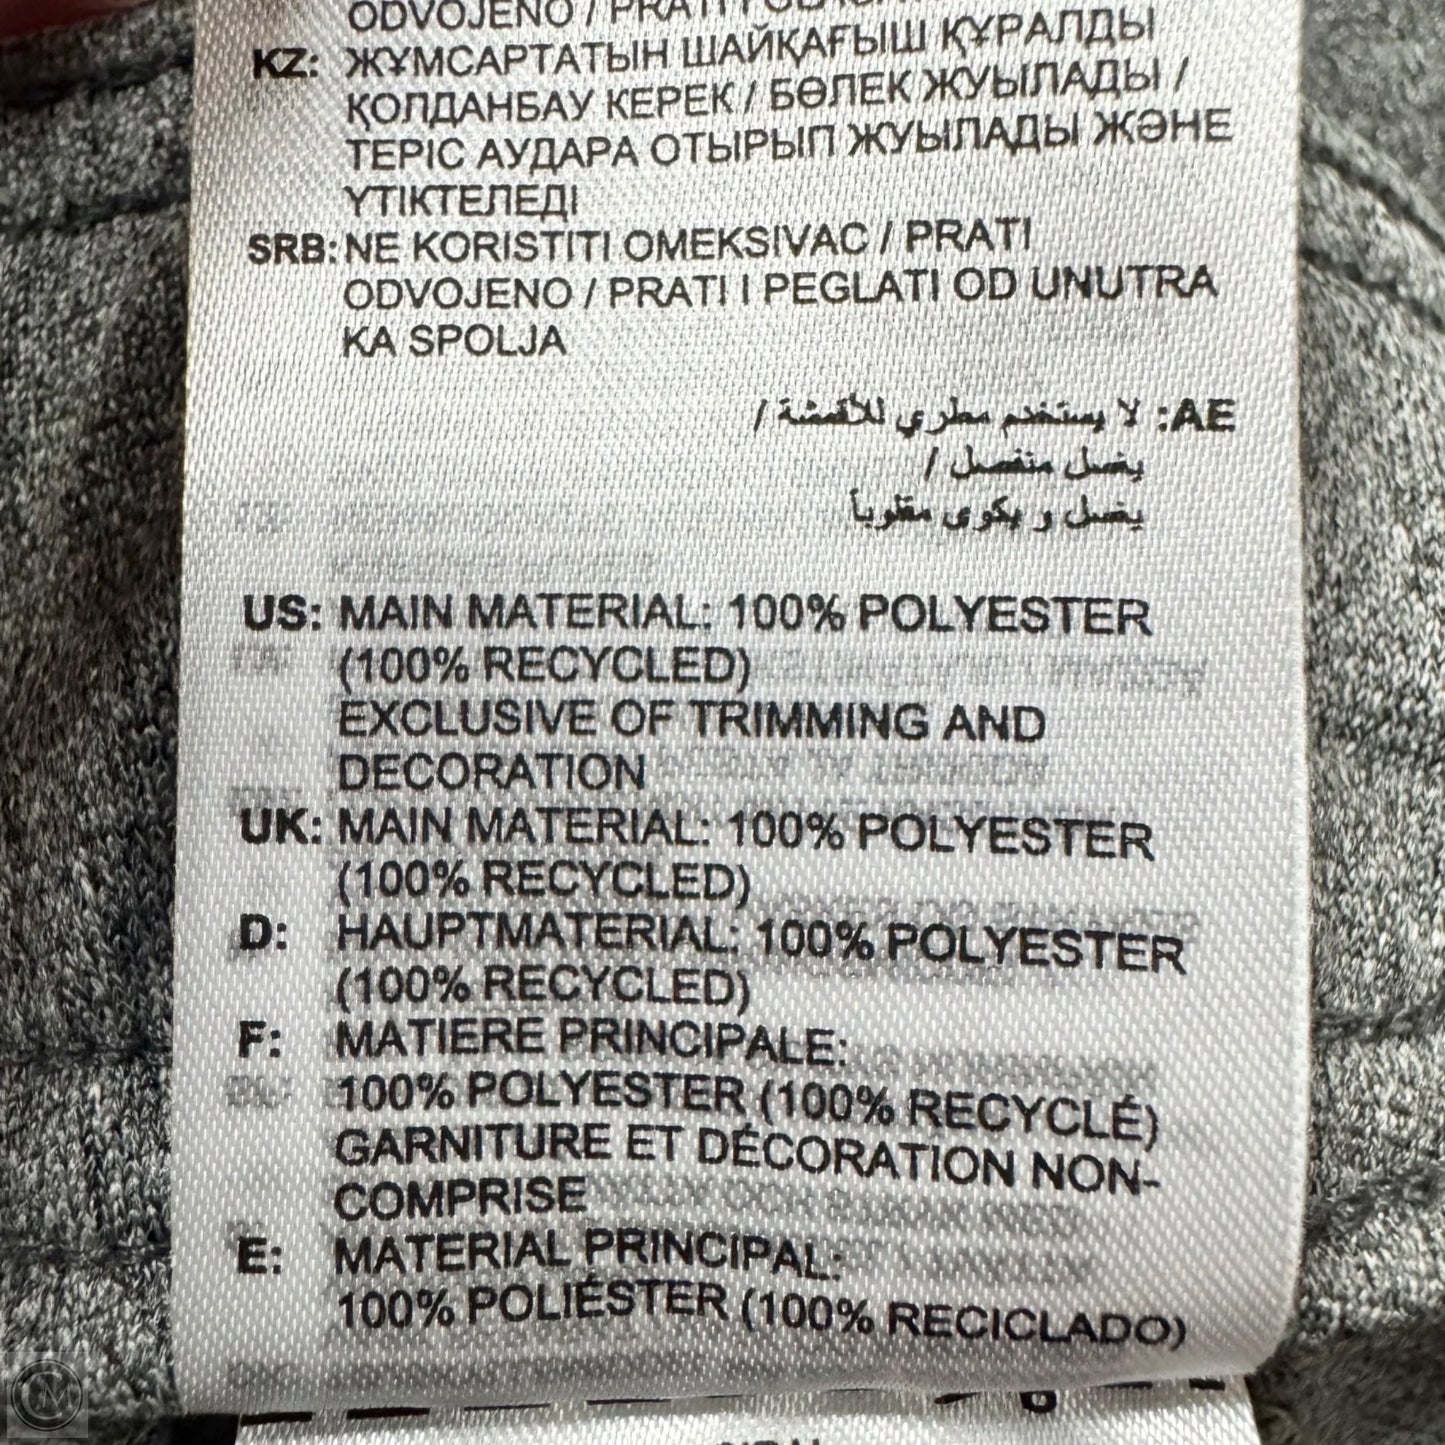 ODVOJENO / PRATI I
KZ: ЖҰМСАРТАТЫН ШАЙҚАҒЫШ ҚҰРАЛДЫ
ҚОЛДАНБАУ КЕРЕК / БӨЛЕК ЖУЫЛАДЫ /
ТЕРІС АУДАРА ОТЫРЫП ЖУЫЛАДЫ ЖӘНЕ
ҮТІКТЕЛЕДІ
SRB: NE KORISTITI OMEKSIVAC / PRATI
ODVOJENO / PRATI I PEGLATI OD UNUTRA
KA SPOLJA
AE: لا يستخدم مطري للأقمشة /
يغسل منفصل /
يغسل و يكوى مقلوباً
US: MAIN MATERIAL: 100% POLYESTER
(100% RECYCLED)
EXCLUSIVE OF TRIMMING AND
DECORATION
UK: MAIN MATERIAL: 100% POLYESTER
(100% RECYCLED)
D: HAUPTMATERIAL: 100% POLYESTER
(100% RECYCLED)
F: MATIERE PRINCIPALE:
100% POLYESTER (100% RECYCLÉ)
GARNITURE ET DÉCORATION NON-
COMPRISE
E: MATERIAL PRINCIPAL:
100% POLIÉSTER (100% RECICLADO)